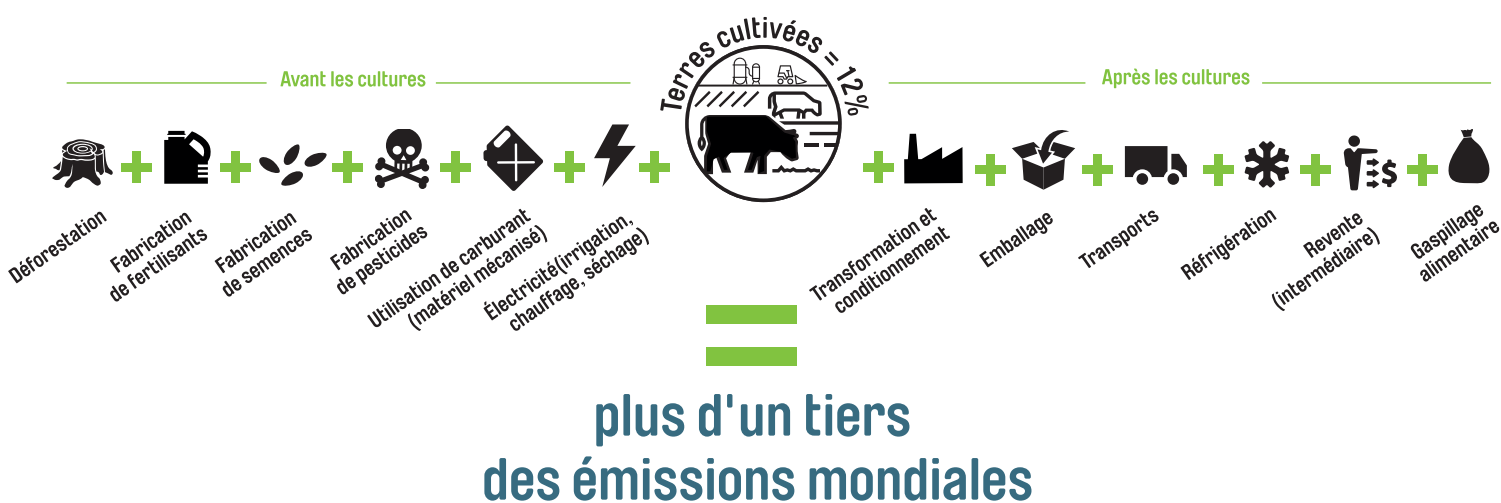 Avant les cultures
Terres cultivées = 12%
Après les cultures
Déforestation
Fabrication
de fertilisants
Fabrication
de semences
Fabrication
de pesticides
Utilisation de carburant
(matériel mécanisé)
Électricité(irrigation,
chauffage, séchage)
Transformation et
conditionnement
Emballage
Transports
Réfrigération
Revente
(intermédiaire)
Gaspillage
alimentaire
plus d'un tiers
des émissions mondiales